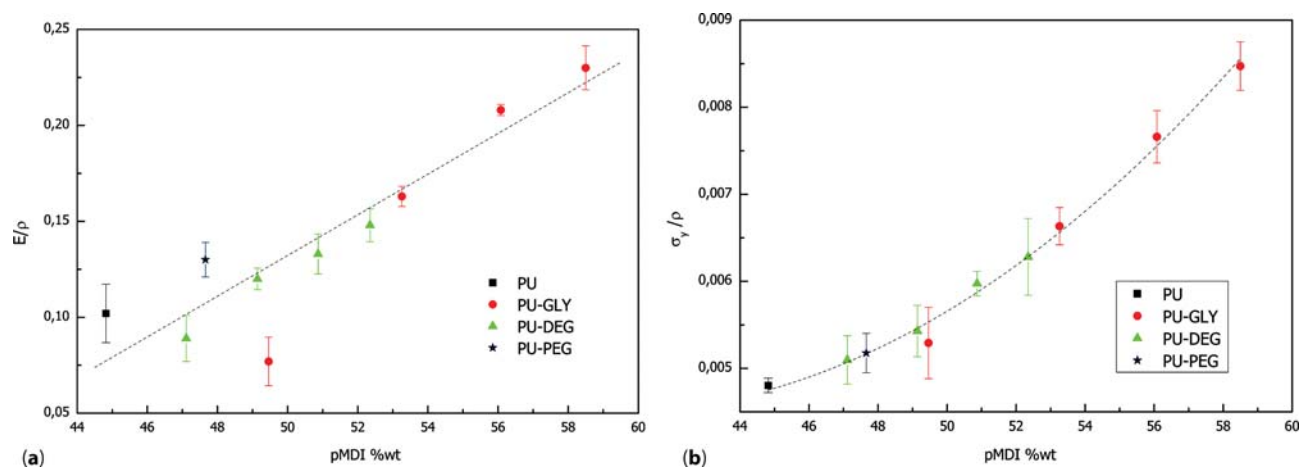 0,25
0,20
0,15
0,10
0,05
E/ρ
44 46 48 50 52 54 56 58 60
pMDI %wt
PU
PU-GLY
PU-DEG
PU-PEG
(a)
0,009
0,008
0,007
0,006
0,005
σy /ρ
44 46 48 50 52 54 56 58 60
pMDI %wt
PU
PU-GLY
PU-DEG
PU-PEG
(b)